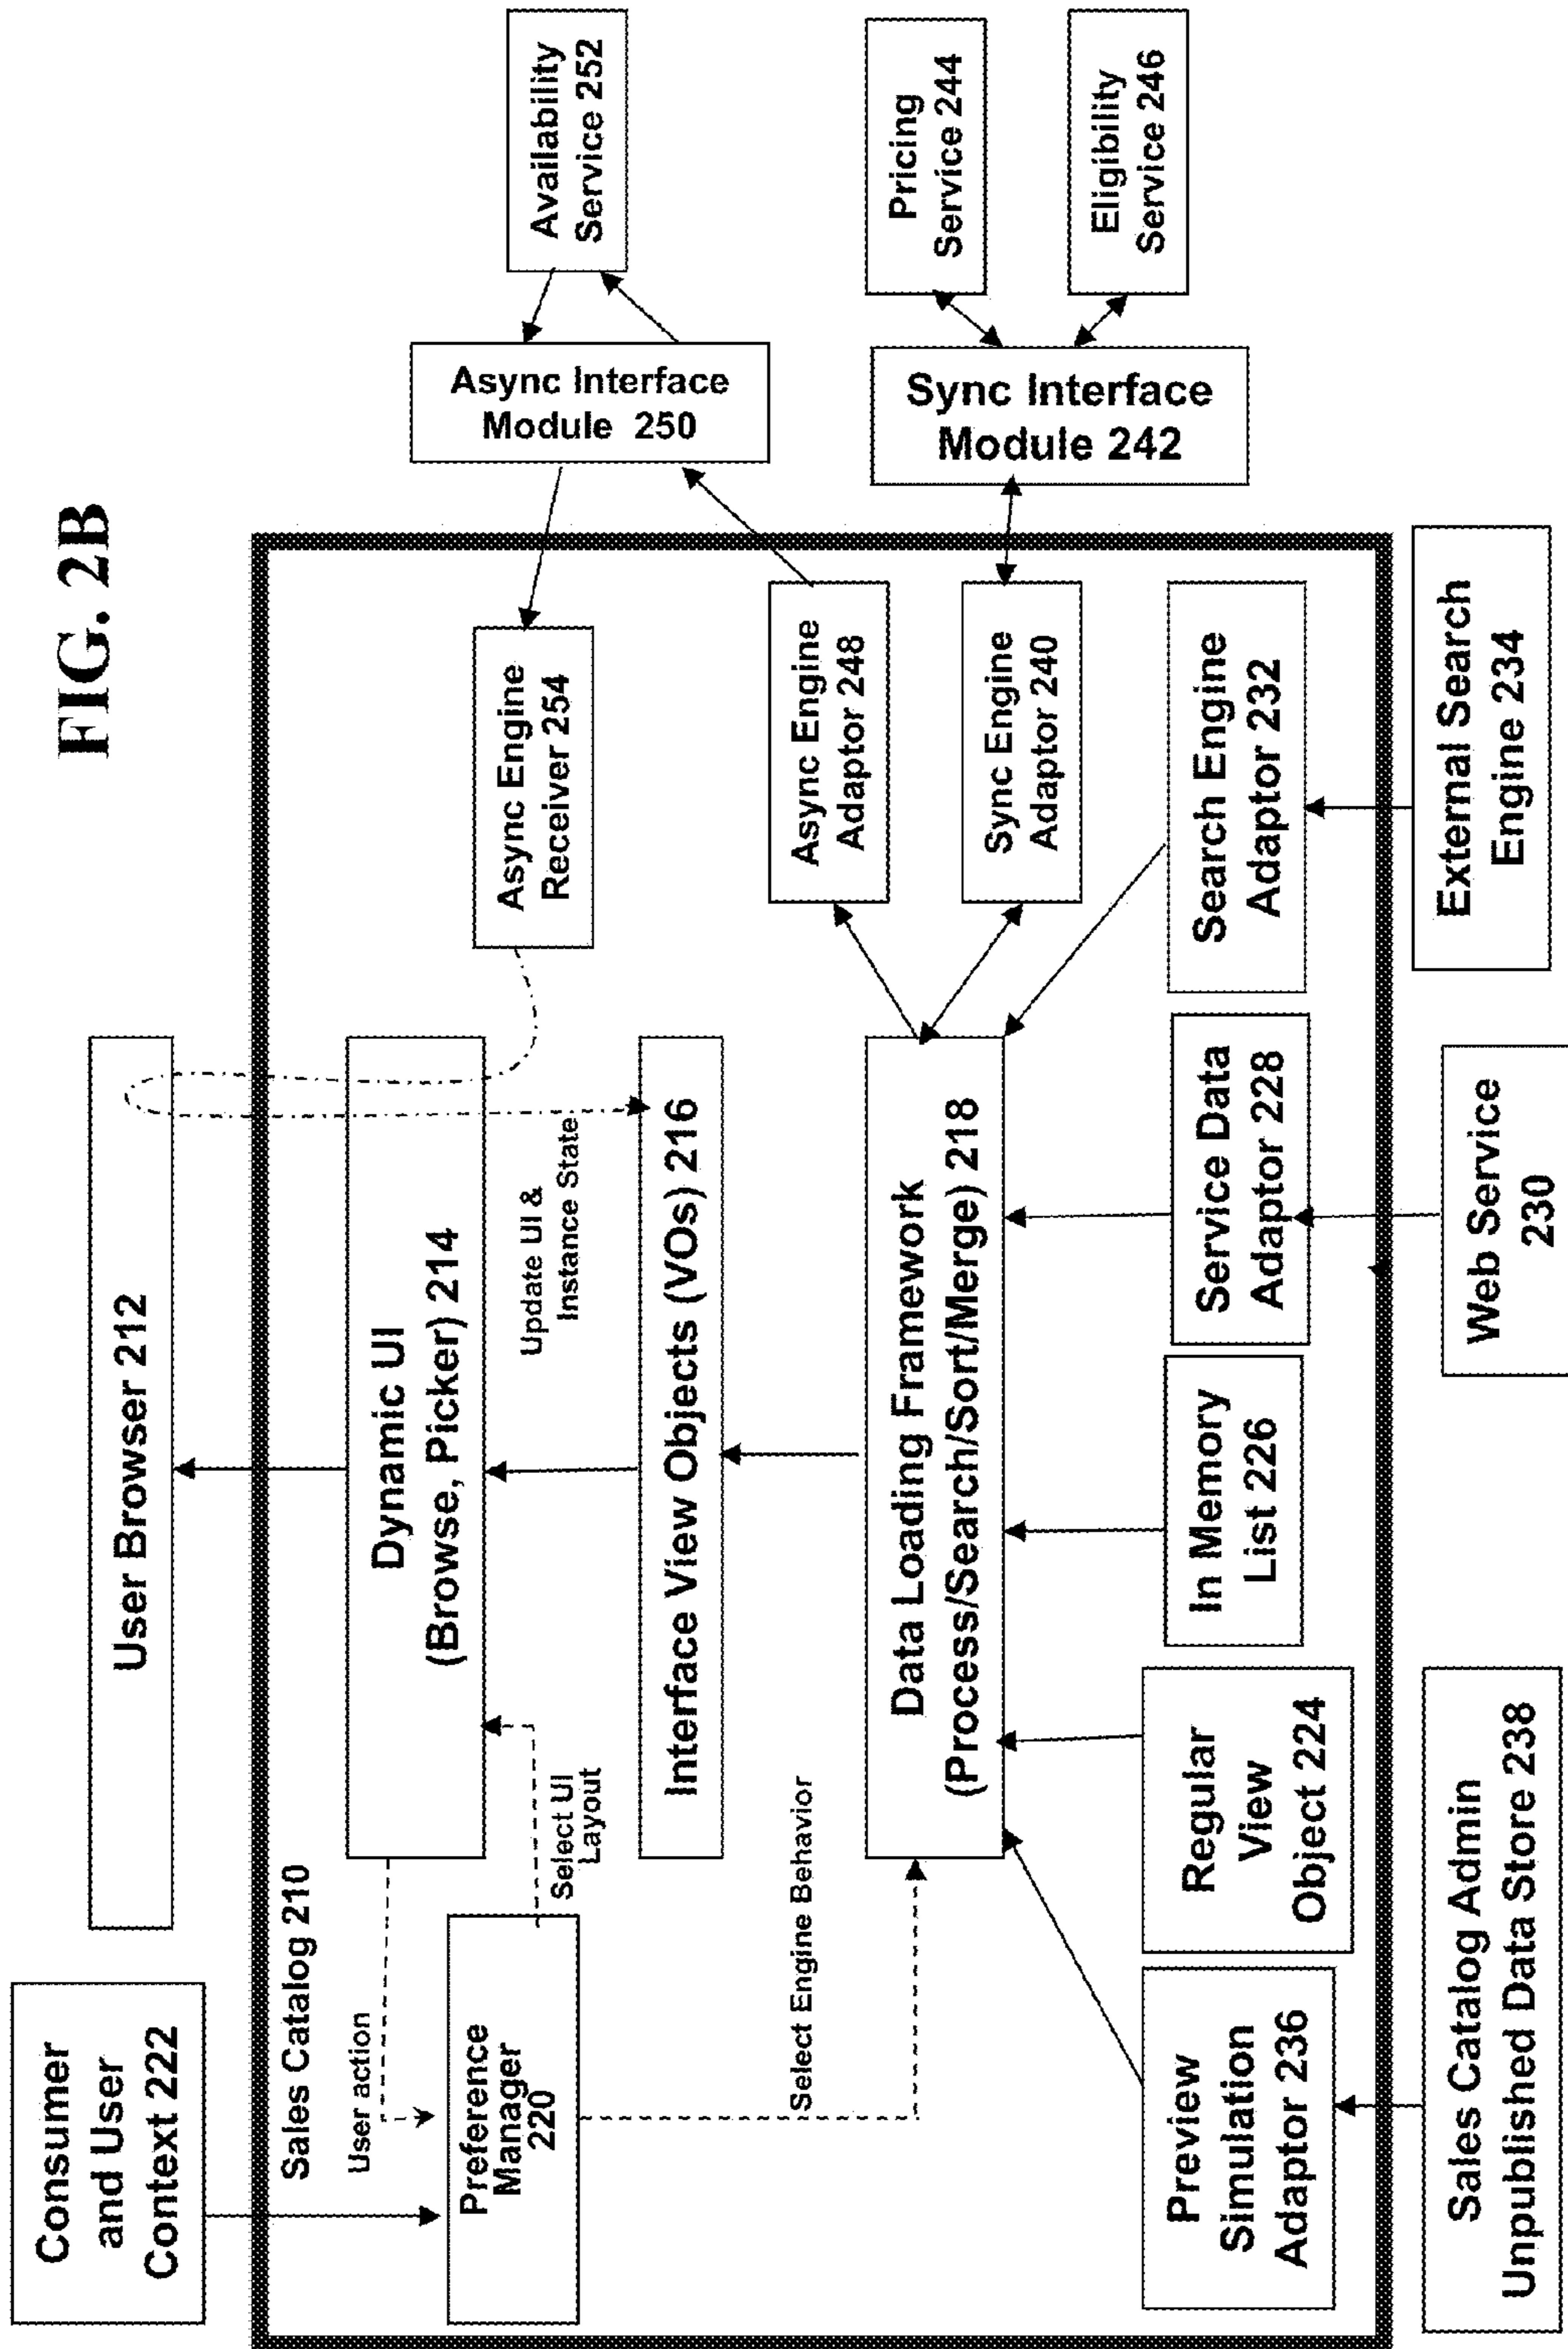 FIG. 2B
Consumer
and User
Context 222
User Browser 212
Sales Catalog 210
User action
Dynamic UI
(Browse, Picker) 214
Preference
Manager
220
Select UI
Layout
Update UI &
Instance State
Async Engine
Receiver 254
Async Interface
Module 250
Availability
Service 252
Interface View Objects (VOs) 216
Select Engine Behavior
Data Loading Framework
(Process/Search/Sort/Merge) 218
Async Engine
Adaptor 248
Sync Engine
Adaptor 240
Sync Interface
Module 242
Pricing
Service 244
Eligibility
Service 246
Preview
Simulation
Adaptor 236
Regular
View
Object 224
In Memory
List 226
Service Data
Adaptor 228
Search Engine
Adaptor 232
Sales Catalog Admin
Unpublished Data Store 238
Web Service
230
External Search
Engine 234